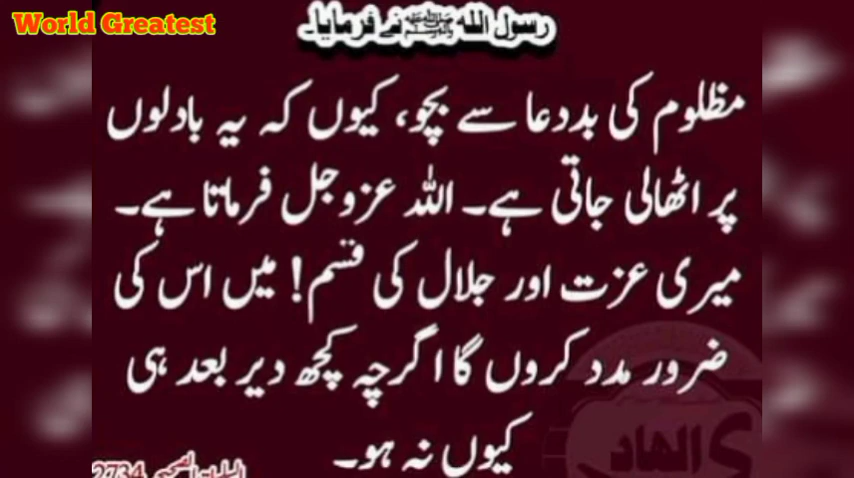 World Greatest
رسول اللہ ﷺ نے فرمایا۔
مظلوم کی بددعا سے بچو، کیوں کہ یہ بادلوں
پر اٹھالی جاتی ہے۔ اللہ عزوجل فرماتا ہے۔
میری عزت اور جلال کی قسم! میں اس کی
ضرور مدد کروں گا اگرچہ کچھ دیر بعد ہی
کیوں نہ ہو۔
الهاد
2734